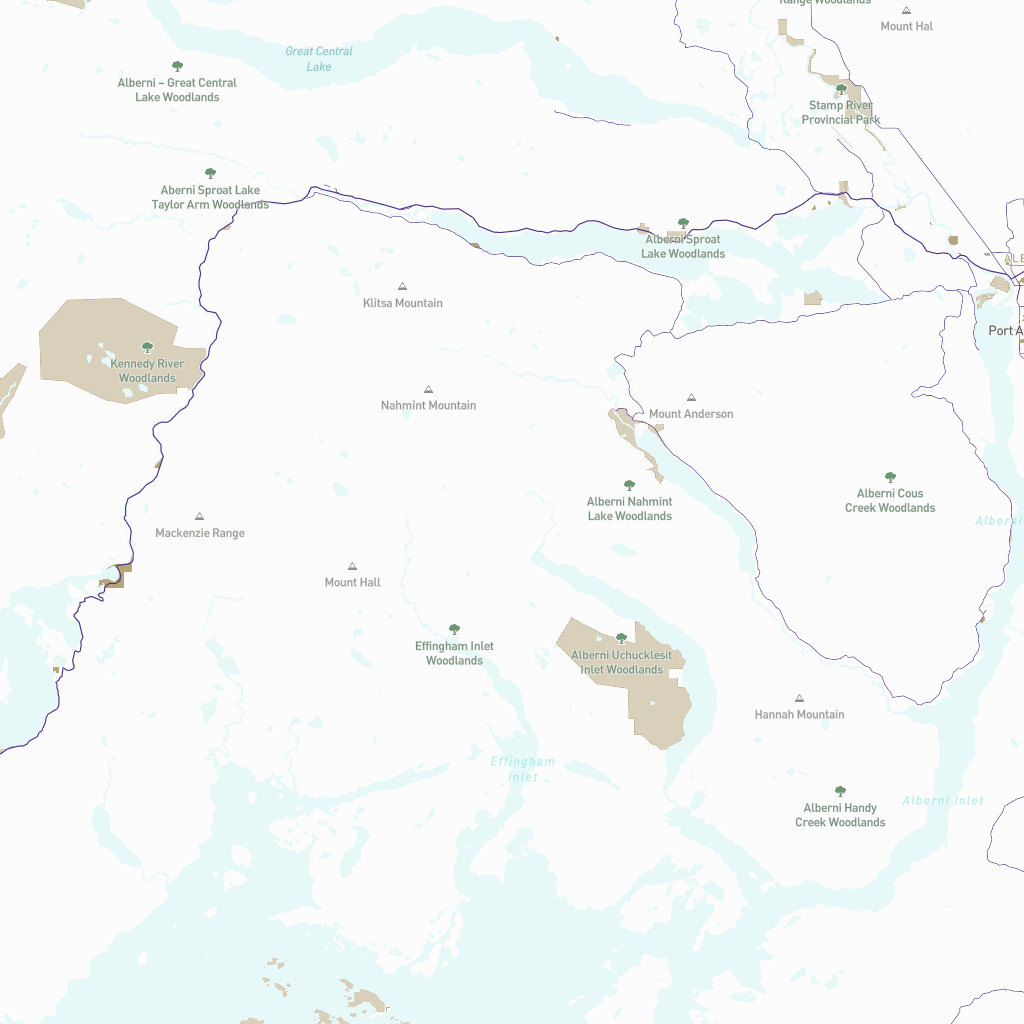 Range Woodlands
Mount Hal
Great Central
Lake
Alberni – Great Central
Lake Woodlands
Stamp River
Provincial Park
Aberni Sproat Lake
Taylor Arm Woodlands
Alberni Sproat
Lake Woodlands
ALB
Klitsa Mountain
Port A
Kennedy River
Woodlands
Nahmint Mountain
Mount Anderson
Alberni Nahmint
Lake Woodlands
Alberni Cous
Creek Woodlands
Alberni
Mackenzie Range
Mount Hall
Effingham Inlet
Woodlands
Alberni Uchucklesit
Inlet Woodlands
Hannah Mountain
Effingham
Inlet
Alberni Inlet
Alberni Handy
Creek Woodlands